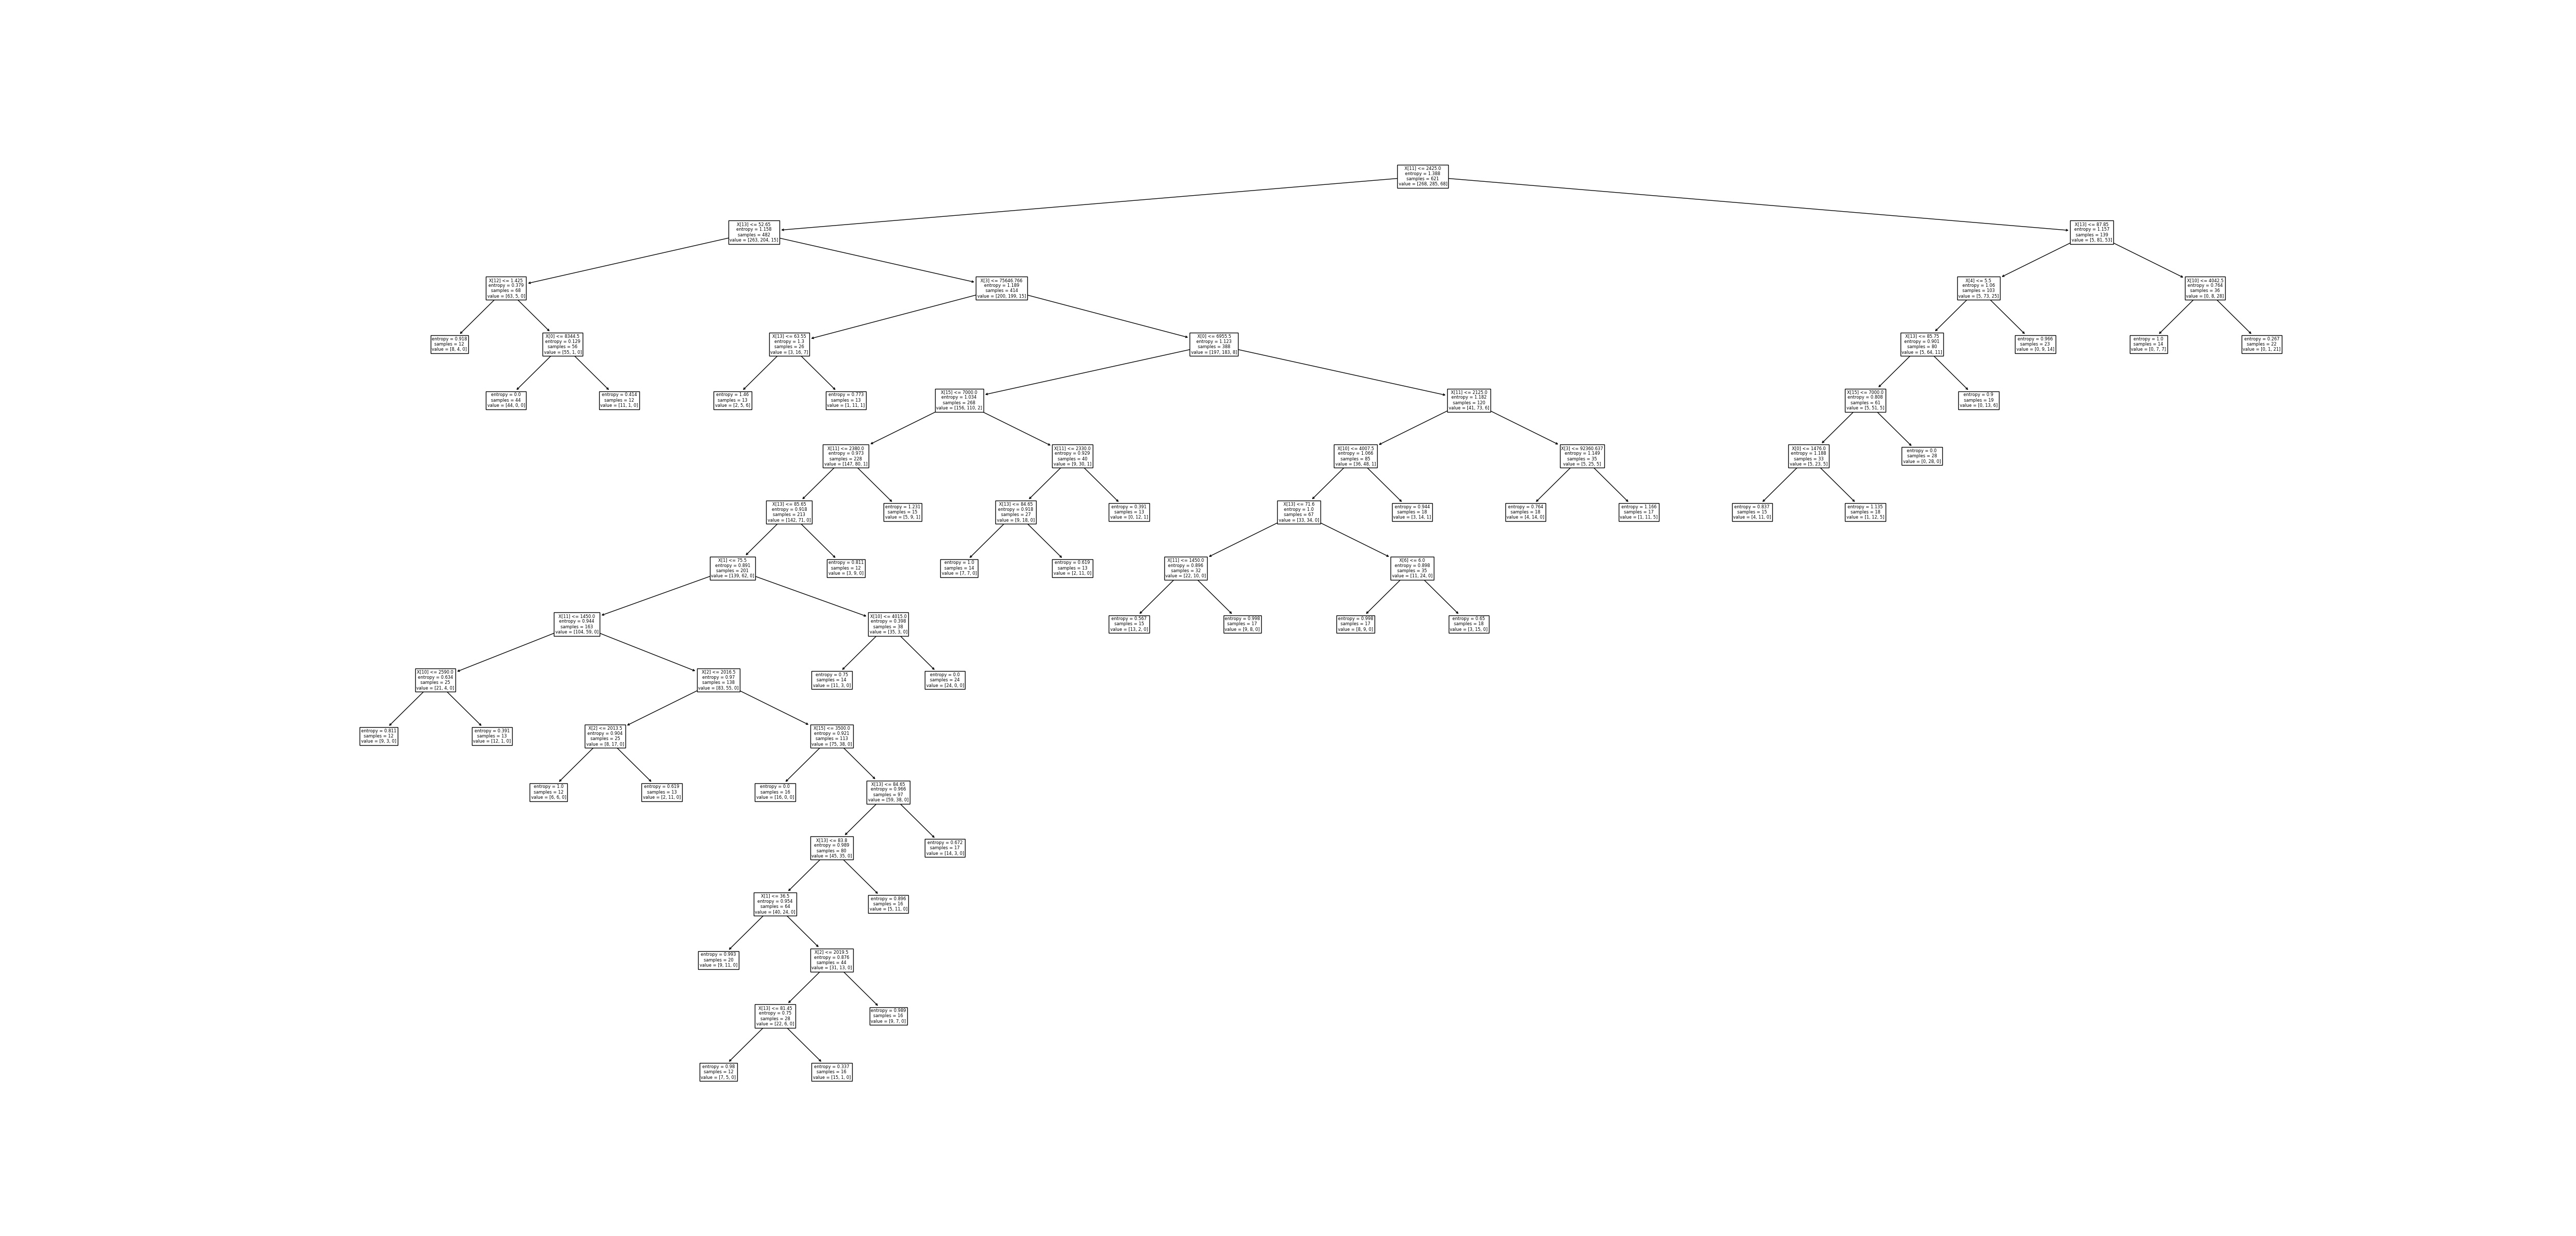 X[11] <= 2425.0
entropy = 1.388
samples = 621
value = [268, 285, 68]
X[13] <= 52.65
entropy = 1.158
samples = 482
value = [263, 204, 15]
X[13] <= 87.85
entropy = 1.157
samples = 139
value = [5, 81, 53]
X[12] <= 1.425
entropy = 0.379
samples = 68
value = [63, 5, 0]
X[3] <= 75646.766
entropy = 1.189
samples = 414
value = [200, 199, 15]
X[4] <= 5.5
entropy = 1.06
samples = 103
value = [5, 73, 25]
X[10] <= 4042.5
entropy = 0.764
samples = 36
value = [0, 8, 28]
entropy = 0.918
samples = 12
value = [8, 4, 0]
X[0] <= 8344.5
entropy = 0.129
samples = 56
value = [55, 1, 0]
X[13] <= 63.55
entropy = 1.3
samples = 26
value = [3, 16, 7]
X[0] <= 6955.5
entropy = 1.123
samples = 388
value = [197, 183, 8]
X[13] <= 85.75
entropy = 0.901
samples = 80
value = [5, 64, 11]
entropy = 0.966
samples = 23
value = [0, 9, 14]
entropy = 1.0
samples = 14
value = [0, 7, 7]
entropy = 0.267
samples = 22
value = [0, 1, 21]
entropy = 0.0
samples = 44
value = [44, 0, 0]
entropy = 0.414
samples = 12
value = [11, 1, 0]
entropy = 1.46
samples = 13
value = [2, 5, 6]
entropy = 0.773
samples = 13
value = [1, 11, 1]
X[15] <= 7000.0
entropy = 1.034
samples = 268
value = [156, 110, 2]
X[11] <= 2125.0
entropy = 1.182
samples = 120
value = [41, 73, 6]
X[15] <= 7000.0
entropy = 0.808
samples = 61
value = [5, 51, 5]
entropy = 0.9
samples = 19
value = [0, 13, 6]
X[11] <= 2380.0
entropy = 0.973
samples = 228
value = [147, 80, 1]
X[11] <= 2330.0
entropy = 0.929
samples = 40
value = [9, 30, 1]
X[10] <= 4007.5
entropy = 1.066
samples = 85
value = [36, 48, 1]
X[3] <= 92360.637
entropy = 1.149
samples = 35
value = [5, 25, 5]
X[0] <= 1476.0
entropy = 1.188
samples = 33
value = [5, 23, 5]
entropy = 0.0
samples = 28
value = [0, 28, 0]
X[13] <= 85.65
entropy = 0.918
samples = 213
value = [142, 71, 0]
entropy = 1.231
samples = 15
value = [5, 9, 1]
X[13] <= 84.65
entropy = 0.918
samples = 27
value = [9, 18, 0]
entropy = 0.391
samples = 13
value = [0, 12, 1]
X[13] <= 71.6
entropy = 1.0
samples = 67
value = [33, 34, 0]
entropy = 0.944
samples = 18
value = [3, 14, 1]
entropy = 0.764
samples = 18
value = [4, 14, 0]
entropy = 1.166
samples = 17
value = [1, 11, 5]
entropy = 0.837
samples = 15
value = [4, 11, 0]
entropy = 1.135
samples = 18
value = [1, 12, 5]
X[1] <= 75.5
entropy = 0.891
samples = 201
value = [139, 62, 0]
entropy = 0.811
samples = 12
value = [3, 9, 0]
entropy = 1.0
samples = 14
value = [7, 7, 0]
entropy = 0.619
samples = 13
value = [2, 11, 0]
X[11] <= 1450.0
entropy = 0.896
samples = 32
value = [22, 10, 0]
X[6] <= 6.0
entropy = 0.898
samples = 35
value = [11, 24, 0]
X[11] <= 1450.0
entropy = 0.944
samples = 163
value = [104, 59, 0]
X[10] <= 4015.0
entropy = 0.398
samples = 38
value = [35, 3, 0]
entropy = 0.567
samples = 15
value = [13, 2, 0]
entropy = 0.998
samples = 17
value = [9, 8, 0]
entropy = 0.998
samples = 17
value = [8, 9, 0]
entropy = 0.65
samples = 18
value = [3, 15, 0]
X[10] <= 2590.0
entropy = 0.634
samples = 25
value = [21, 4, 0]
X[2] <= 2016.5
entropy = 0.97
samples = 138
value = [83, 55, 0]
entropy = 0.75
samples = 14
value = [11, 3, 0]
entropy = 0.0
samples = 24
value = [24, 0, 0]
entropy = 0.811
samples = 12
value = [9, 3, 0]
entropy = 0.391
samples = 13
value = [12, 1, 0]
X[2] <= 2013.5
entropy = 0.904
samples = 25
value = [8, 17, 0]
X[15] <= 3500.0
entropy = 0.921
samples = 113
value = [75, 38, 0]
entropy = 1.0
samples = 12
value = [6, 6, 0]
entropy = 0.619
samples = 13
value = [2, 11, 0]
entropy = 0.0
samples = 16
value = [16, 0, 0]
X[13] <= 84.65
entropy = 0.966
samples = 97
value = [59, 38, 0]
X[13] <= 83.8
entropy = 0.989
samples = 80
value = [45, 35, 0]
entropy = 0.672
samples = 17
value = [14, 3, 0]
X[1] <= 36.5
entropy = 0.954
samples = 64
value = [40, 24, 0]
entropy = 0.896
samples = 16
value = [5, 11, 0]
entropy = 0.993
samples = 20
value = [9, 11, 0]
X[2] <= 2019.5
entropy = 0.876
samples = 44
value = [31, 13, 0]
X[13] <= 81.45
entropy = 0.75
samples = 28
value = [22, 6, 0]
entropy = 0.989
samples = 16
value = [9, 7, 0]
entropy = 0.98
samples = 12
value = [7, 5, 0]
entropy = 0.337
samples = 16
value = [15, 1, 0]